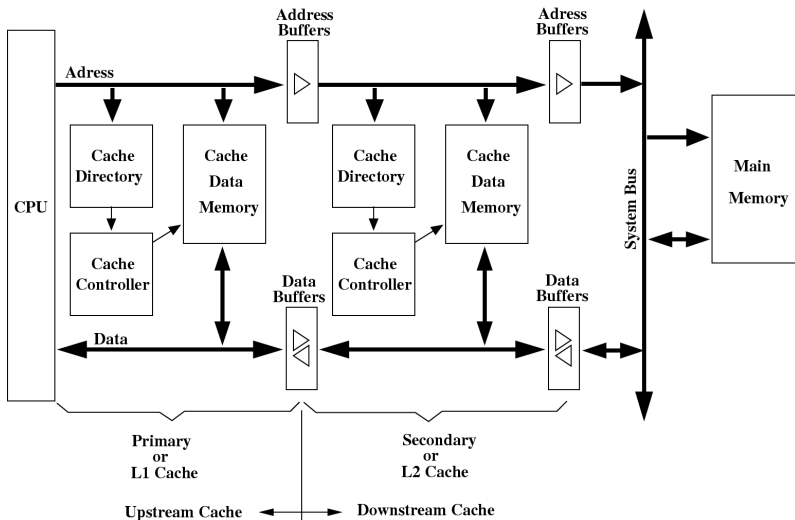 Address
Buffers
Adress
Buffers
Adress
Cache
Directory
Cache
Data
Memory
Cache
Directory
Cache
Data
Memory
Main
Memory
CPU
System Bus
Cache
Controller
Cache
Controller
Data
Buffers
Data
Buffers
Data
Primary
or
L1 Cache
Secondary
or
L2 Cache
Upstream Cache
Downstream Cache